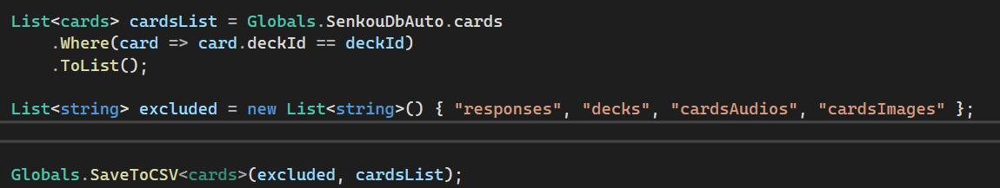 List<cards> cardsList = Globals.SenkouDbAuto.cards
    .Where(card => card.deckId == deckId)
    .ToList();
List<string> excluded = new List<string>() { "responses", "decks", "cardsAudios", "cardsImages" };
Globals.SaveToCSV<cards>(excluded, cardsList);